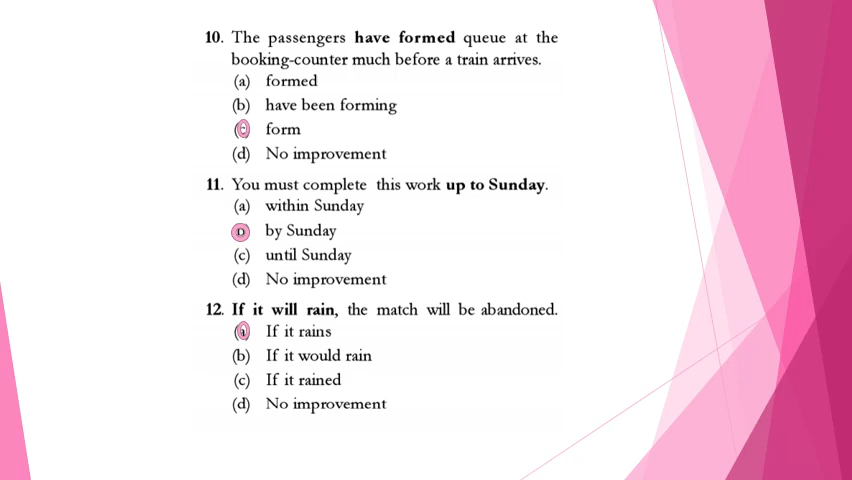 10. The passengers have formed queue at the
booking-counter much before a train arrives.
(a) formed
(b) have been forming
(c) form
(d) No improvement
11. You must complete this work up to Sunday.
(a) within Sunday
(b) by Sunday
(c) until Sunday
(d) No improvement
12. If it will rain, the match will be abandoned.
(a) If it rains
(b) If it would rain
(c) If it rained
(d) No improvement